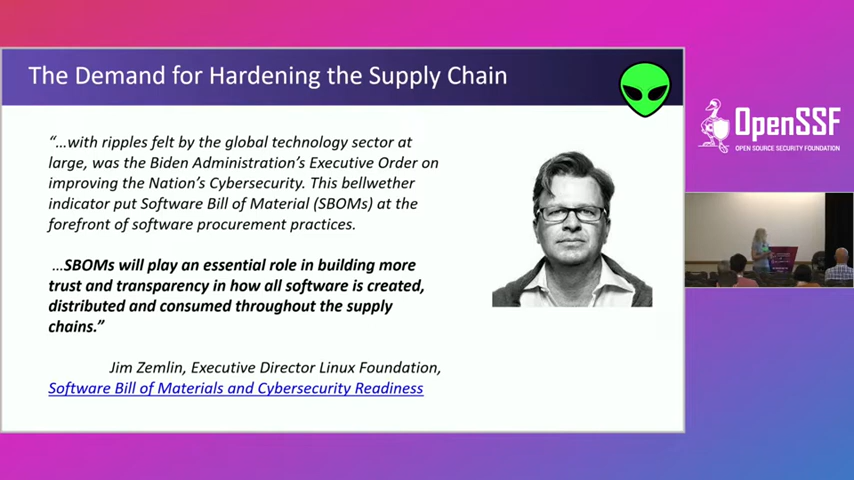 The Demand for Hardening the Supply Chain
“…with ripples felt by the global technology sector at
large, was the Biden Administration’s Executive Order on
improving the Nation’s Cybersecurity. This bellwether
indicator put Software Bill of Material (SBOMs) at the
forefront of software procurement practices.
…SBOMs will play an essential role in building more
trust and transparency in how all software is created,
distributed and consumed throughout the supply
chains.”
Jim Zemlin, Executive Director Linux Foundation,
Software Bill of Materials and Cybersecurity Readiness
OpenSSF
OPEN SOURCE SECURITY FOUNDATION